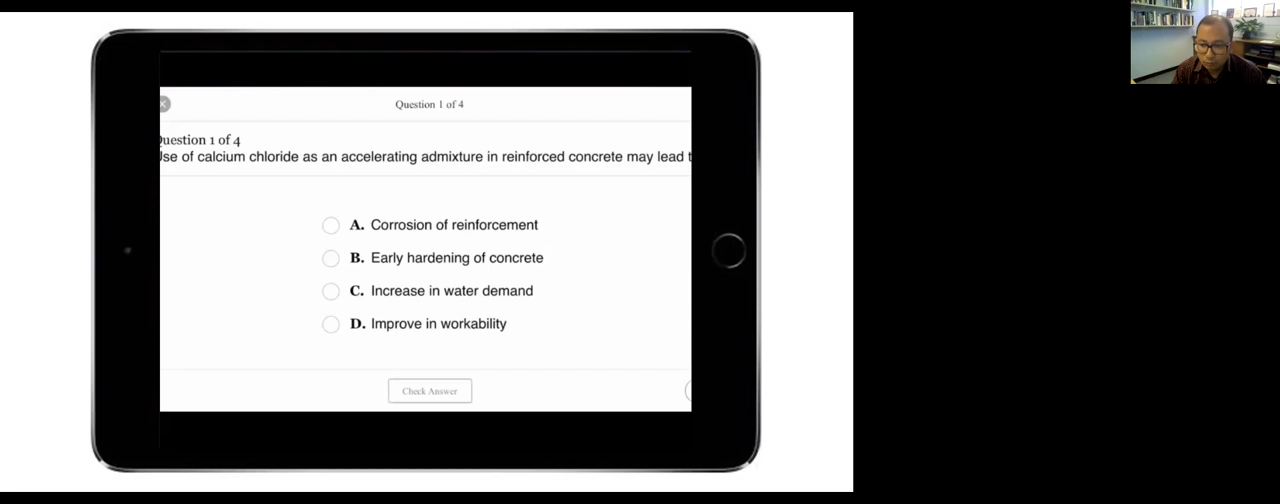 Question 1 of 4
uestion 1 of 4
se of calcium chloride as an accelerating admixture in reinforced concrete may lead t
A. Corrosion of reinforcement
B. Early hardening of concrete
C. Increase in water demand
D. Improve in workability
Check Answer